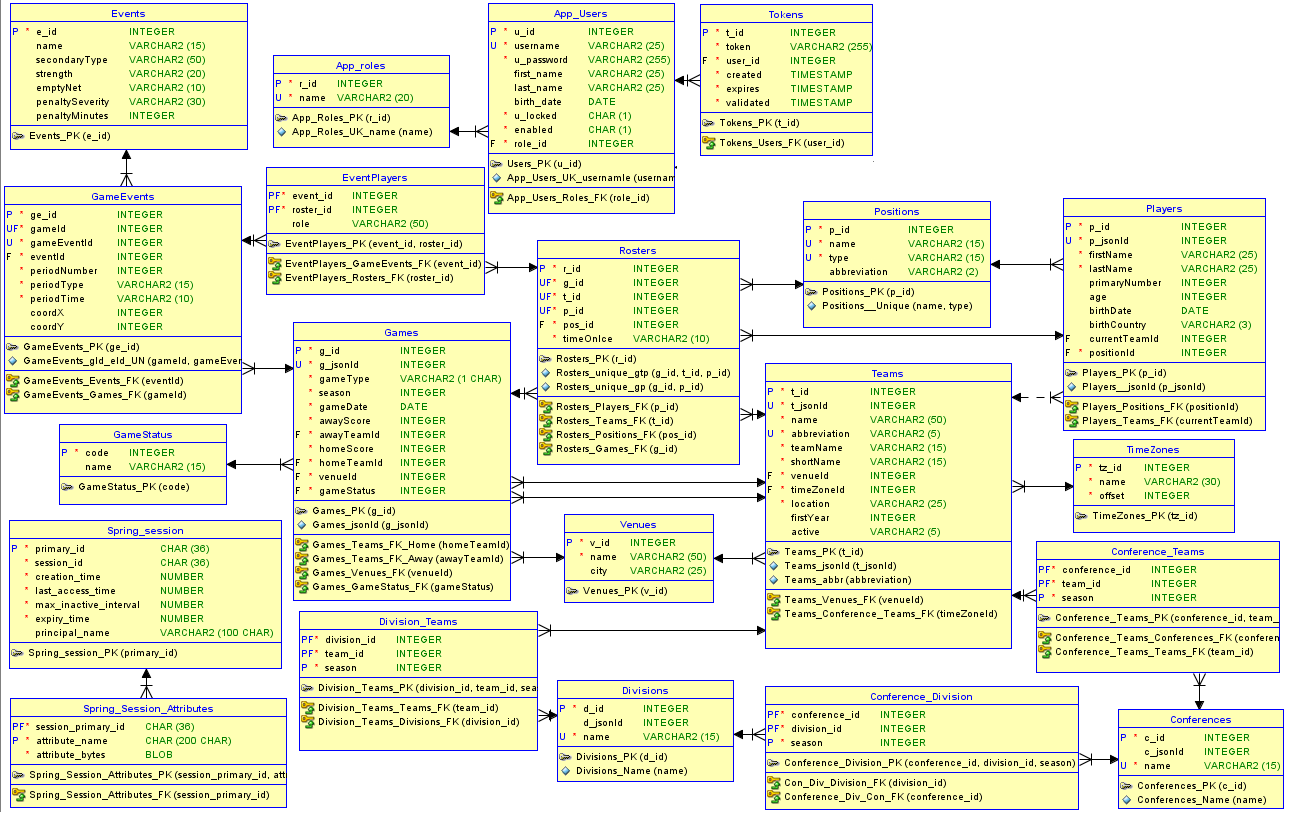 Events
P * e_id INTEGER
name VARCHAR2 (15)
secondaryType VARCHAR2 (50)
strength VARCHAR2 (20)
emptyNet VARCHAR2 (10)
penaltySeverity VARCHAR2 (30)
penaltyMinutes INTEGER
Events_PK (e_id)
App_roles
P * r_id INTEGER
U * name VARCHAR2 (20)
App_Roles_PK (r_id)
App_Roles_UK_name (name)
App_Users
P * u_id INTEGER
U * username VARCHAR2 (25)
* u_password VARCHAR2 (255)
first_name VARCHAR2 (25)
last_name VARCHAR2 (25)
birth_date DATE
* u_locked CHAR (1)
* enabled CHAR (1)
F * role_id INTEGER
Users_PK (u_id)
App_Users_UK_usernamle (usernam
App_Users_Roles_FK (role_id)
Tokens
P * t_id INTEGER
* token VARCHAR2 (255)
F * user_id INTEGER
* created TIMESTAMP
* expires TIMESTAMP
* validated TIMESTAMP
Tokens_PK (t_id)
Tokens_Users_FK (user_id)
GameEvents
P * ge_id INTEGER
UF* gameId INTEGER
U * gameEventId INTEGER
F * eventId INTEGER
* periodNumber INTEGER
* periodType VARCHAR2 (15)
* periodTime VARCHAR2 (10)
coordX INTEGER
coordY INTEGER
GameEvents_PK (ge_id)
GameEvents_gId_eId_UN (gameId, gameEver
GameEvents_Events_FK (eventId)
GameEvents_Games_FK (gameId)
EventPlayers
PF* event_id INTEGER
PF* roster_id INTEGER
role VARCHAR2 (50)
EventPlayers_PK (event_id, roster_id)
EventPlayers_GameEvents_FK (event_id)
EventPlayers_Rosters_FK (roster_id)
Rosters
P * r_id INTEGER
UF* g_id INTEGER
UF* t_id INTEGER
UF* p_id INTEGER
F * pos_id INTEGER
* timeOnIce VARCHAR2 (10)
Rosters_PK (r_id)
Rosters_unique_gtp (g_id, t_id, p_id)
Rosters_unique_gp (g_id, p_id)
Rosters_Players_FK (p_id)
Rosters_Teams_FK (t_id)
Rosters_Positions_FK (pos_id)
Rosters_Games_FK (g_id)
Positions
P * p_id INTEGER
U * name VARCHAR2 (15)
U * type VARCHAR2 (15)
abbreviation VARCHAR2 (2)
Positions_PK (p_id)
Positions__Unique (name, type)
Players
P * p_id INTEGER
U * p_jsonId INTEGER
* firstName VARCHAR2 (25)
* lastName VARCHAR2 (25)
primaryNumber INTEGER
age INTEGER
birthDate DATE
birthCountry VARCHAR2 (3)
F currentTeamId INTEGER
F * positionId INTEGER
Players_PK (p_id)
Players__jsonId (p_jsonId)
Players_Positions_FK (positionId)
Players_Teams_FK (currentTeamId)
Games
P * g_id INTEGER
U * g_jsonId INTEGER
* gameType VARCHAR2 (1 CHAR)
* season INTEGER
* gameDate DATE
* awayScore INTEGER
F * awayTeamId INTEGER
* homeScore INTEGER
F * homeTeamId INTEGER
F * venueId INTEGER
F * gameStatus INTEGER
Games_PK (g_id)
Games_jsonId (g_jsonId)
Games_Teams_FK_Home (homeTeamId)
Games_Teams_FK_Away (awayTeamId)
Games_Venues_FK (venueId)
Games_GameStatus_FK (gameStatus)
GameStatus
P * code INTEGER
name VARCHAR2 (15)
GameStatus_PK (code)
Teams
P * t_id INTEGER
U * t_jsonId INTEGER
* name VARCHAR2 (50)
U * abbreviation VARCHAR2 (5)
* teamName VARCHAR2 (15)
* shortName VARCHAR2 (15)
F * venueId INTEGER
F * timeZoneId INTEGER
* location VARCHAR2 (25)
firstYear INTEGER
* active VARCHAR2 (5)
Teams_PK (t_id)
Teams_jsonId (t_jsonId)
Teams_abbr (abbreviation)
Teams_Venues_FK (venueId)
Teams_Conference_Teams_FK (timeZoneId)
TimeZones
P * tz_id INTEGER
* name VARCHAR2 (30)
* offset INTEGER
TimeZones_PK (tz_id)
Spring_session
P * primary_id CHAR (36)
* session_id CHAR (36)
* creation_time NUMBER
* last_access_time NUMBER
* max_inactive_interval NUMBER
* expiry_time NUMBER
principal_name VARCHAR2 (100 CHAR)
Spring_session_PK (primary_id)
Venues
P * v_id INTEGER
* name VARCHAR2 (50)
city VARCHAR2 (25)
Venues_PK (v_id)
Conference_Teams
PF* conference_id INTEGER
PF* team_id INTEGER
P * season INTEGER
Conference_Teams_PK (conference_id, team_
Conference_Teams_Conferences_FK (conferen
Conference_Teams_Teams_FK (team_id)
Division_Teams
PF* division_id INTEGER
PF* team_id INTEGER
P * season INTEGER
Division_Teams_PK (division_id, team_id, sea
Division_Teams_Teams_FK (team_id)
Division_Teams_Divisions_FK (division_id)
Spring_Session_Attributes
PF* session_primary_id CHAR (36)
P * attribute_name CHAR (200 CHAR)
* attribute_bytes BLOB
Spring_Session_Attributes_PK (session_primary_id, att
Spring_Session_Attributes_FK (session_primary_id)
Divisions
P * d_id INTEGER
d_jsonId INTEGER
U * name VARCHAR2 (15)
Divisions_PK (d_id)
Divisions_Name (name)
Conference_Division
PF* conference_id INTEGER
PF* division_id INTEGER
P * season INTEGER
Conference_Division_PK (conference_id, division_id, season)
Con_Div_Division_FK (division_id)
Conference_Div_Con_FK (conference_id)
Conferences
P * c_id INTEGER
c_jsonId INTEGER
U * name VARCHAR2 (15)
Conferences_PK (c_id)
Conferences_Name (name)